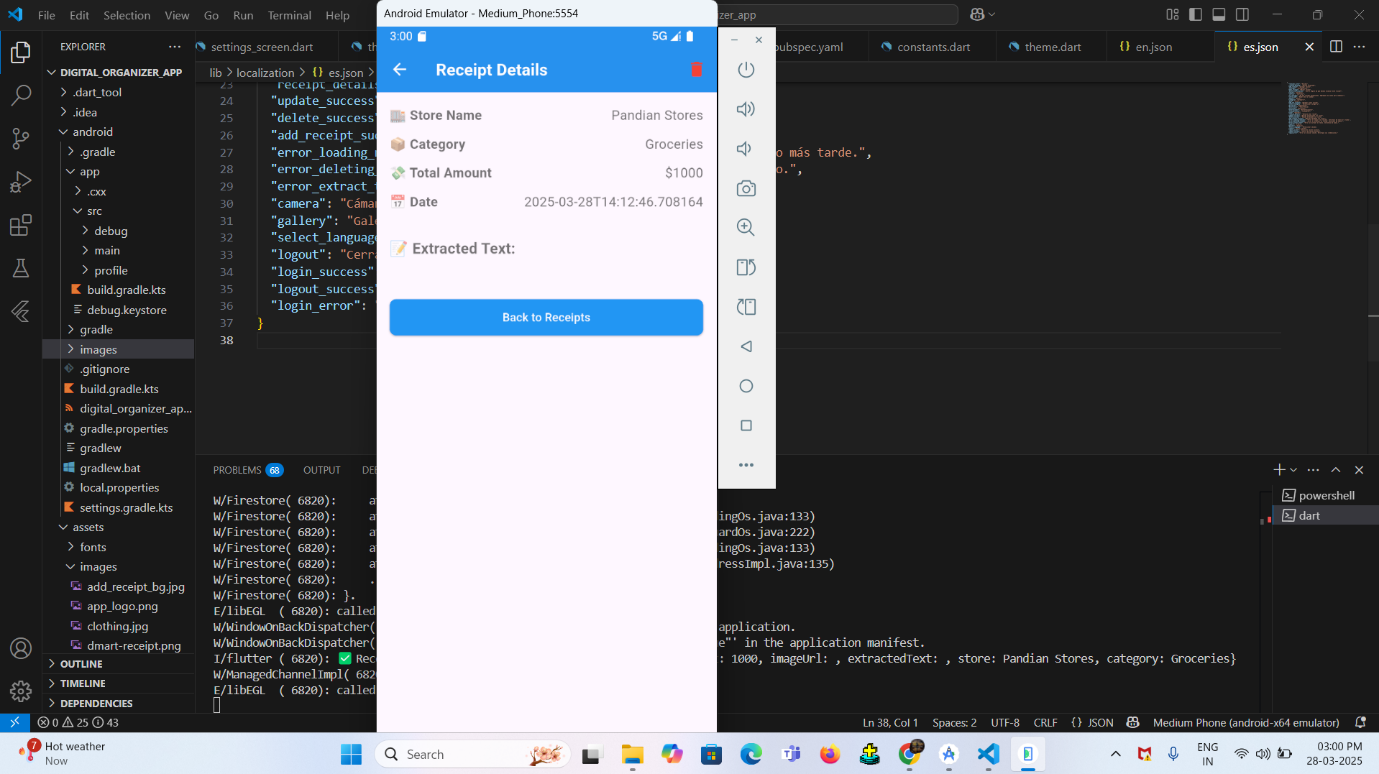 File Edit Selection View Go Run Terminal Help
Android Emulator - Medium_Phone:5554
EXPLORER
settings_screen.dart
pubspec.yaml
constants.dart
theme.dart
{} en.json
{} es.json
lib > localization > {} es.json >
DIGITAL_ORGANIZER_APP
.dart_tool
.idea
android
.gradle
app
.cxx
src
debug
main
profile
build.gradle.kts
debug.keystore
gradle
images
.gitignore
build.gradle.kts
digital_organizer_ap...
gradle.properties
gradlew
gradlew.bat
local.properties
settings.gradle.kts
assets
fonts
images
add_receipt_bg.jpg
app_logo.png
clothing.jpg
dmart-receipt.png
OUTLINE
TIMELINE
DEPENDENCIES
24 "update_success"
25 "delete_success"
26 "add_receipt_su
27 "error_loading_ o más tarde.",
28 "error_deleting_ o.",
29 "error_extract_
30 "camera": "Cáma
31 "gallery": "Gal
32 "select_language
33 "logout": "Cerra
34 "login_success"
35 "logout_success"
36 "login_error": "
37 }
38
3:00 5G
Receipt Details
🏬 Store Name Pandian Stores
📦 Category Groceries
💸 Total Amount $1000
📅 Date 2025-03-28T14:12:46.708164
📝 Extracted Text:
Back to Receipts
PROBLEMS 68 OUTPUT
powershell
dart
W/Firestore( 6820): a ingOs.java:133)
W/Firestore( 6820): a ardOs.java:222)
W/Firestore( 6820): a ingOs.java:133)
W/Firestore( 6820): a ressImpl.java:135)
W/Firestore( 6820): .
W/Firestore( 6820): }.
E/libEGL ( 6820): called
W/WindowOnBackDispatcher( application.
W/WindowOnBackDispatcher( e"' in the application manifest.
I/flutter ( 6820): ✅ Rece : 1000, imageUrl: , extractedText: , store: Pandian Stores, category: Groceries}
W/ManagedChannelImpl( 682
E/libEGL ( 6820): called
0 25 43
Ln 38, Col 1 Spaces: 2 UTF-8 CRLF {} JSON Medium Phone (android-x64 emulator)
7 Hot weather
Now
Search
ENG
IN
03:00 PM
28-03-2025